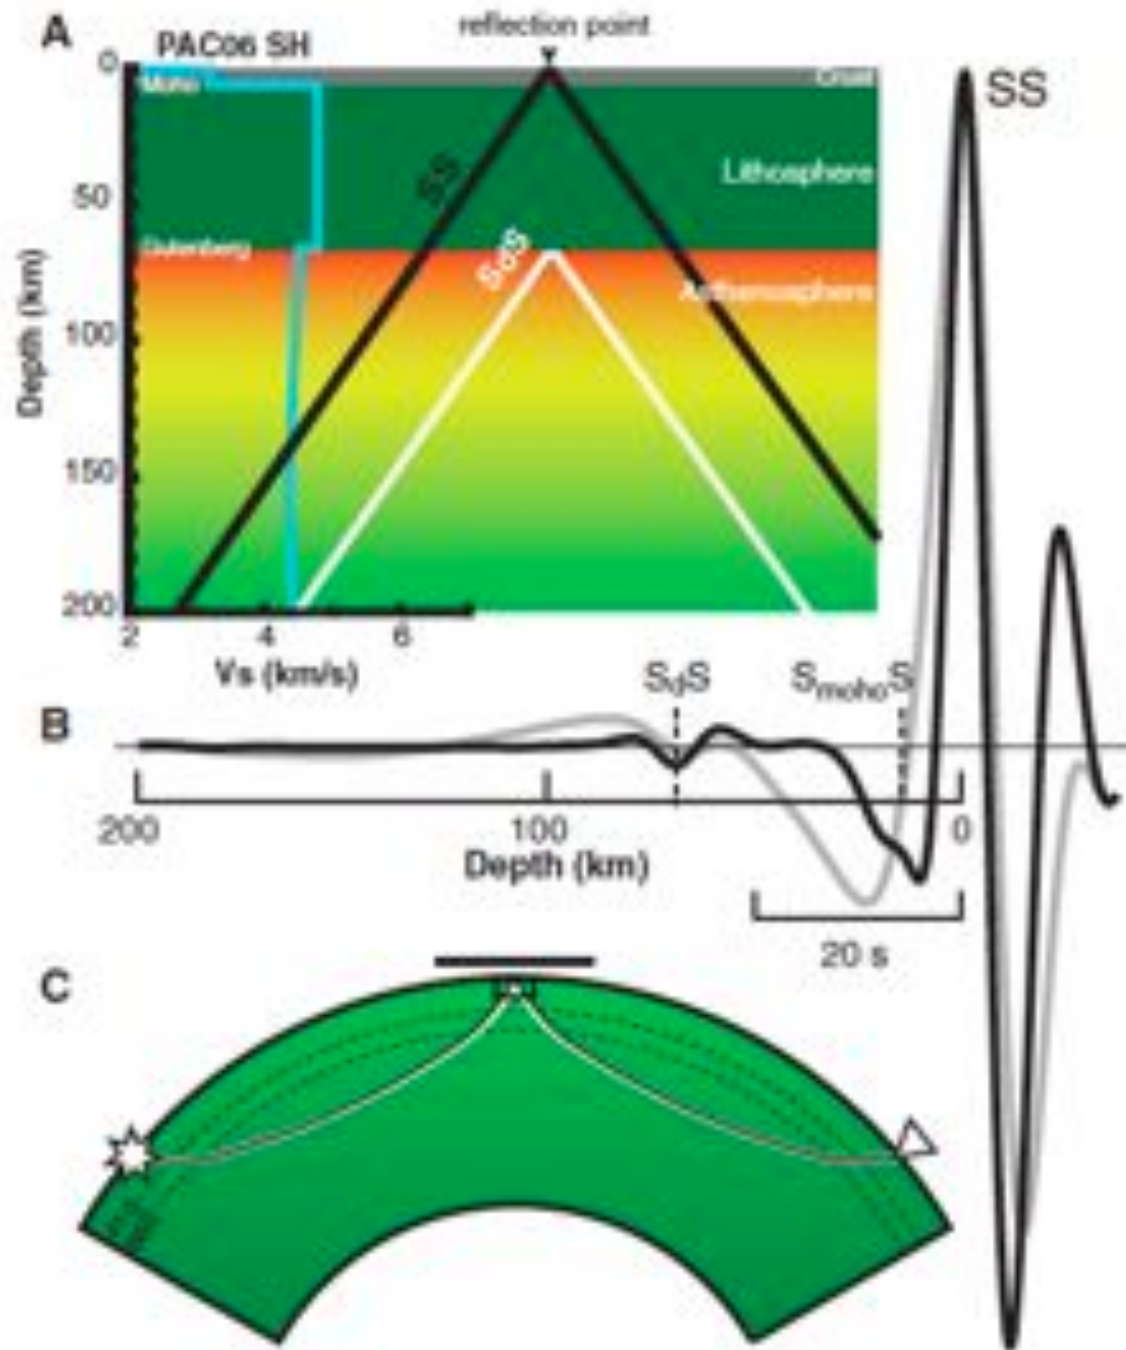 A
PAC06 SH
reflection point
SS
0
Moho
Crust
Lithosphere
50
SS
Gutenberg
SdS
Asthenosphere
Depth (km)
100
150
200
2 4 6
Vs (km/s)
SdS
SmohoS
B
200 100 0
Depth (km)
20 s
C